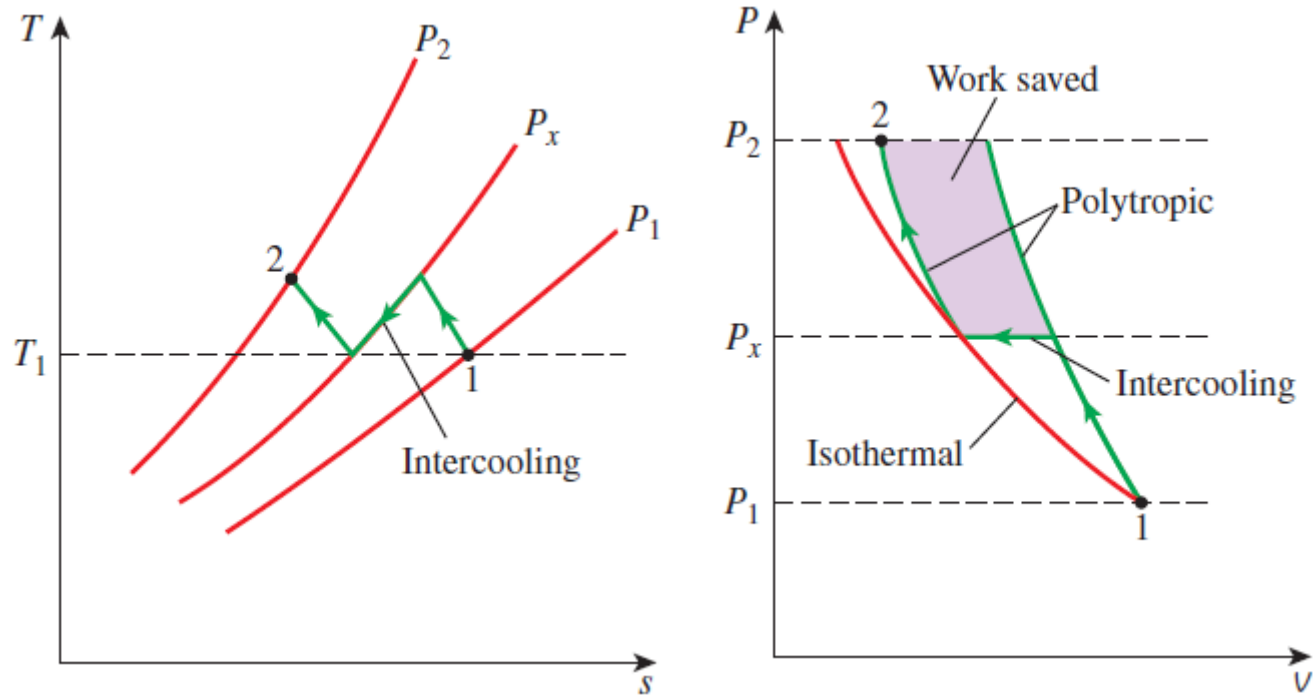 T
P₂
Pₓ
P₁
2
T₁
1
Intercooling
s
P
Work saved
2
P₂
Polytropic
Pₓ
Intercooling
Isothermal
P₁
1
v